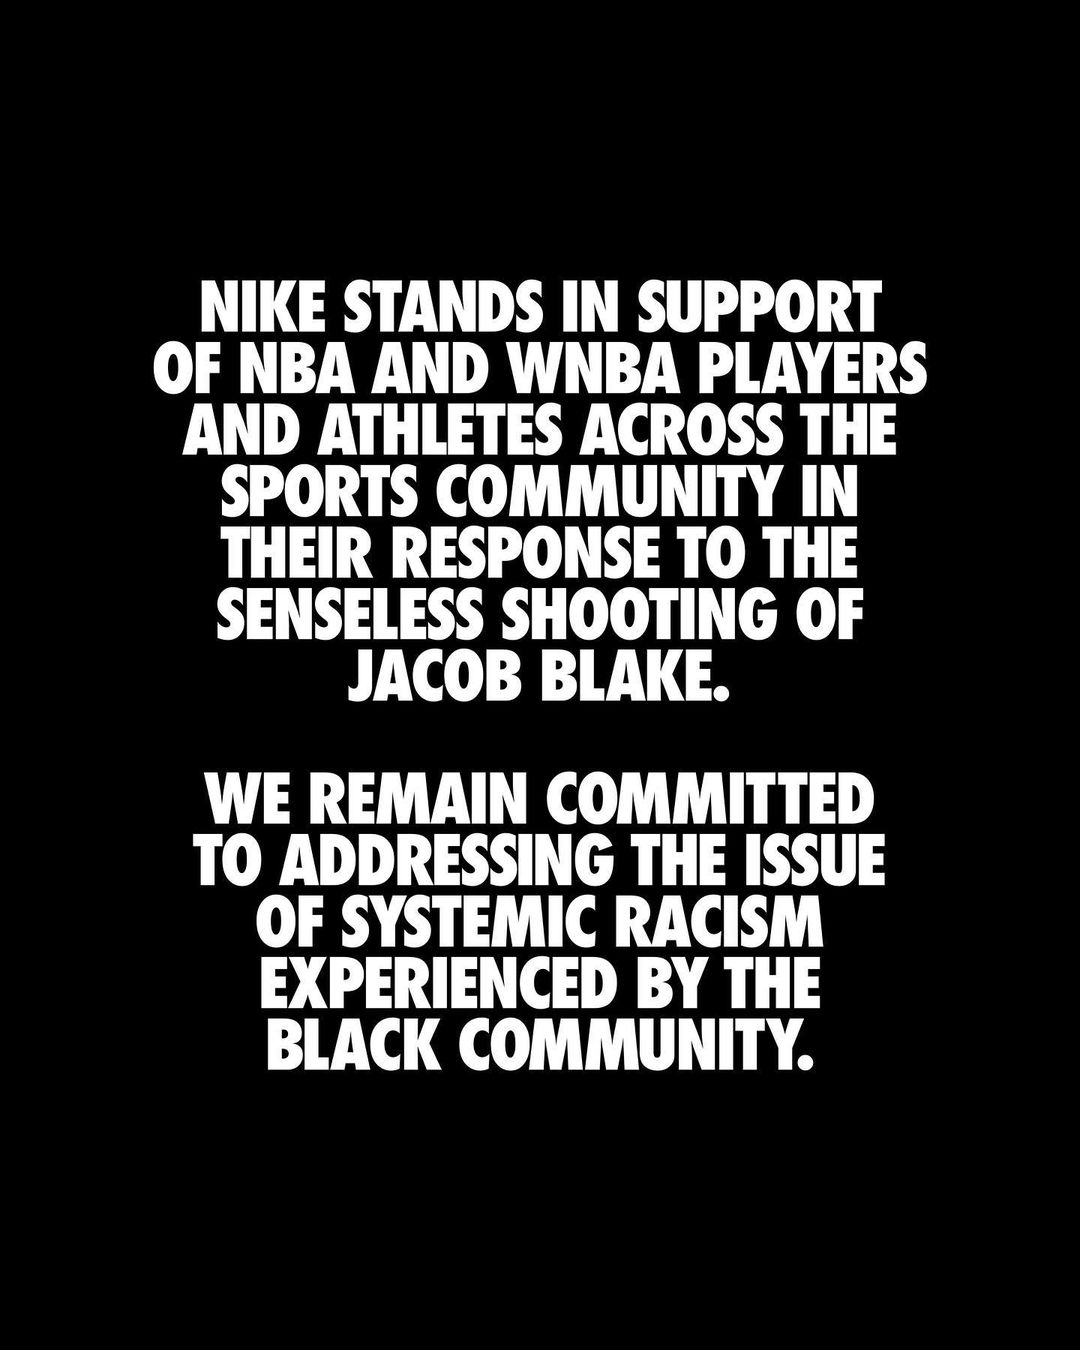 NIKE STANDS IN SUPPORT
OF NBA AND WNBA PLAYERS
AND ATHLETES ACROSS THE
SPORTS COMMUNITY IN
THEIR RESPONSE TO THE
SENSELESS SHOOTING OF
JACOB BLAKE.
WE REMAIN COMMITTED
TO ADDRESSING THE ISSUE
OF SYSTEMIC RACISM
EXPERIENCED BY THE
BLACK COMMUNITY.